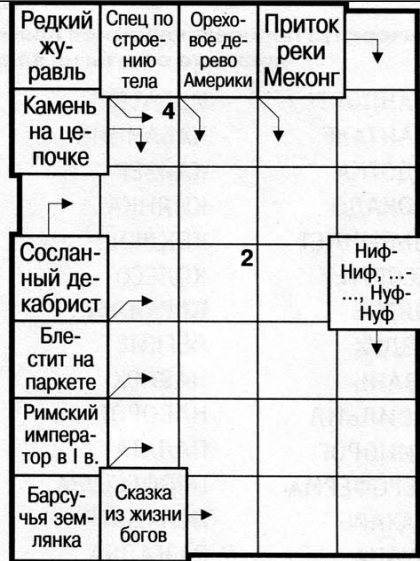 Редкий
жу-
равль
Спец по
строе-
нию
тела
Орехо-
вое де-
рево
Америки
Приток
реки
Меконг
Камень
на це-
почке
4
Сослан-
ный де-
кабрист
2
Ниф-
Ниф, ...-
..., Нуф-
Нуф
Бле-
стит на
паркете
Римский
импера-
тор в I в.
Барсу-
чья зем-
лянка
Сказка
из жизни
богов